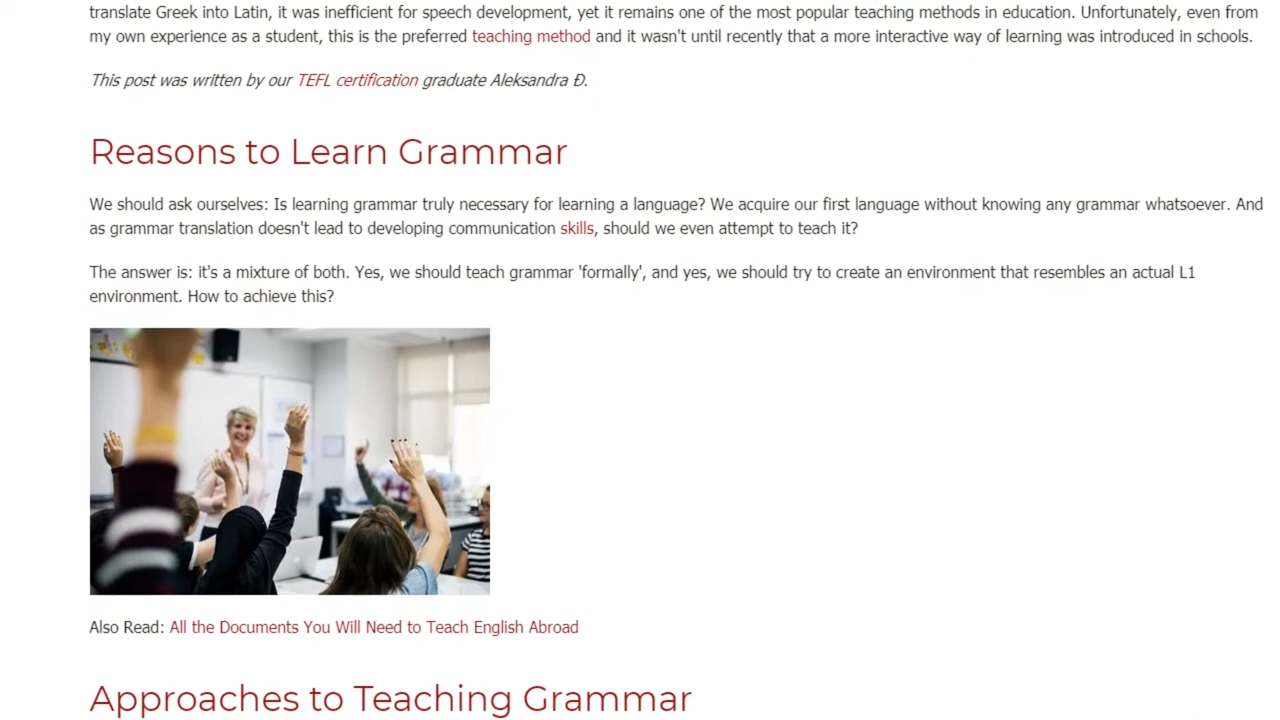 translate Greek into Latin, it was inefficient for speech development, yet it remains one of the most popular teaching methods in education. Unfortunately, even from
my own experience as a student, this is the preferred teaching method and it wasn't until recently that a more interactive way of learning was introduced in schools.
This post was written by our TEFL certification graduate Aleksandra Đ.
Reasons to Learn Grammar
We should ask ourselves: Is learning grammar truly necessary for learning a language? We acquire our first language without knowing any grammar whatsoever. And
as grammar translation doesn't lead to developing communication skills, should we even attempt to teach it?
The answer is: it's a mixture of both. Yes, we should teach grammar 'formally', and yes, we should try to create an environment that resembles an actual L1
environment. How to achieve this?
Also Read: All the Documents You Will Need to Teach English Abroad
Approaches to Teaching Grammar